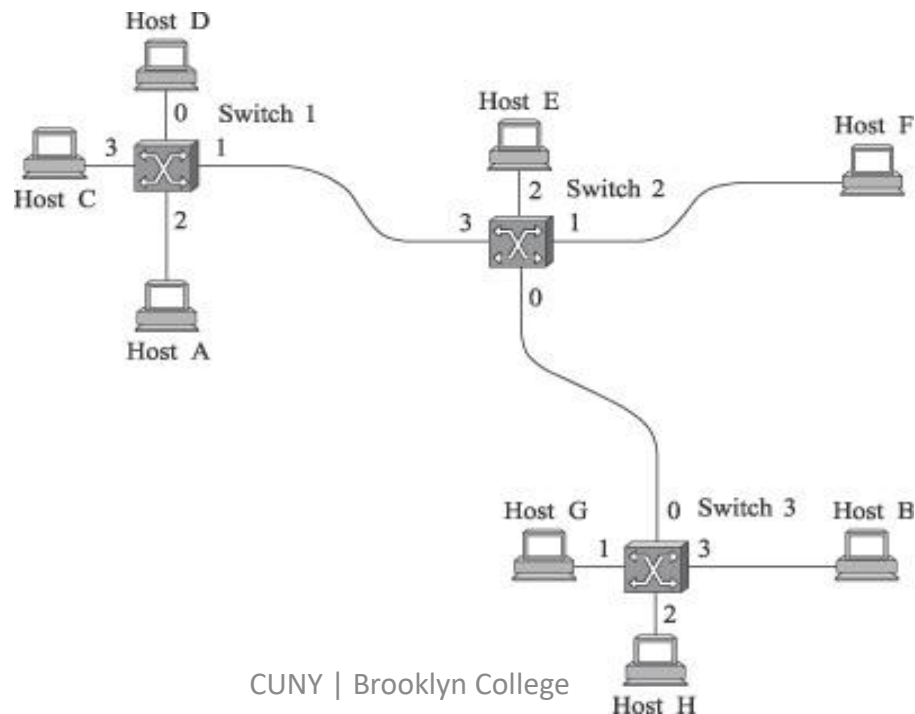 Host D
0 Switch 1
3 1
Host C
2
Host A
Host E
2 Switch 2
3 1
0
Host F
0 Switch 3
Host G
1 3
Host B
2
Host H
CUNY | Brooklyn College